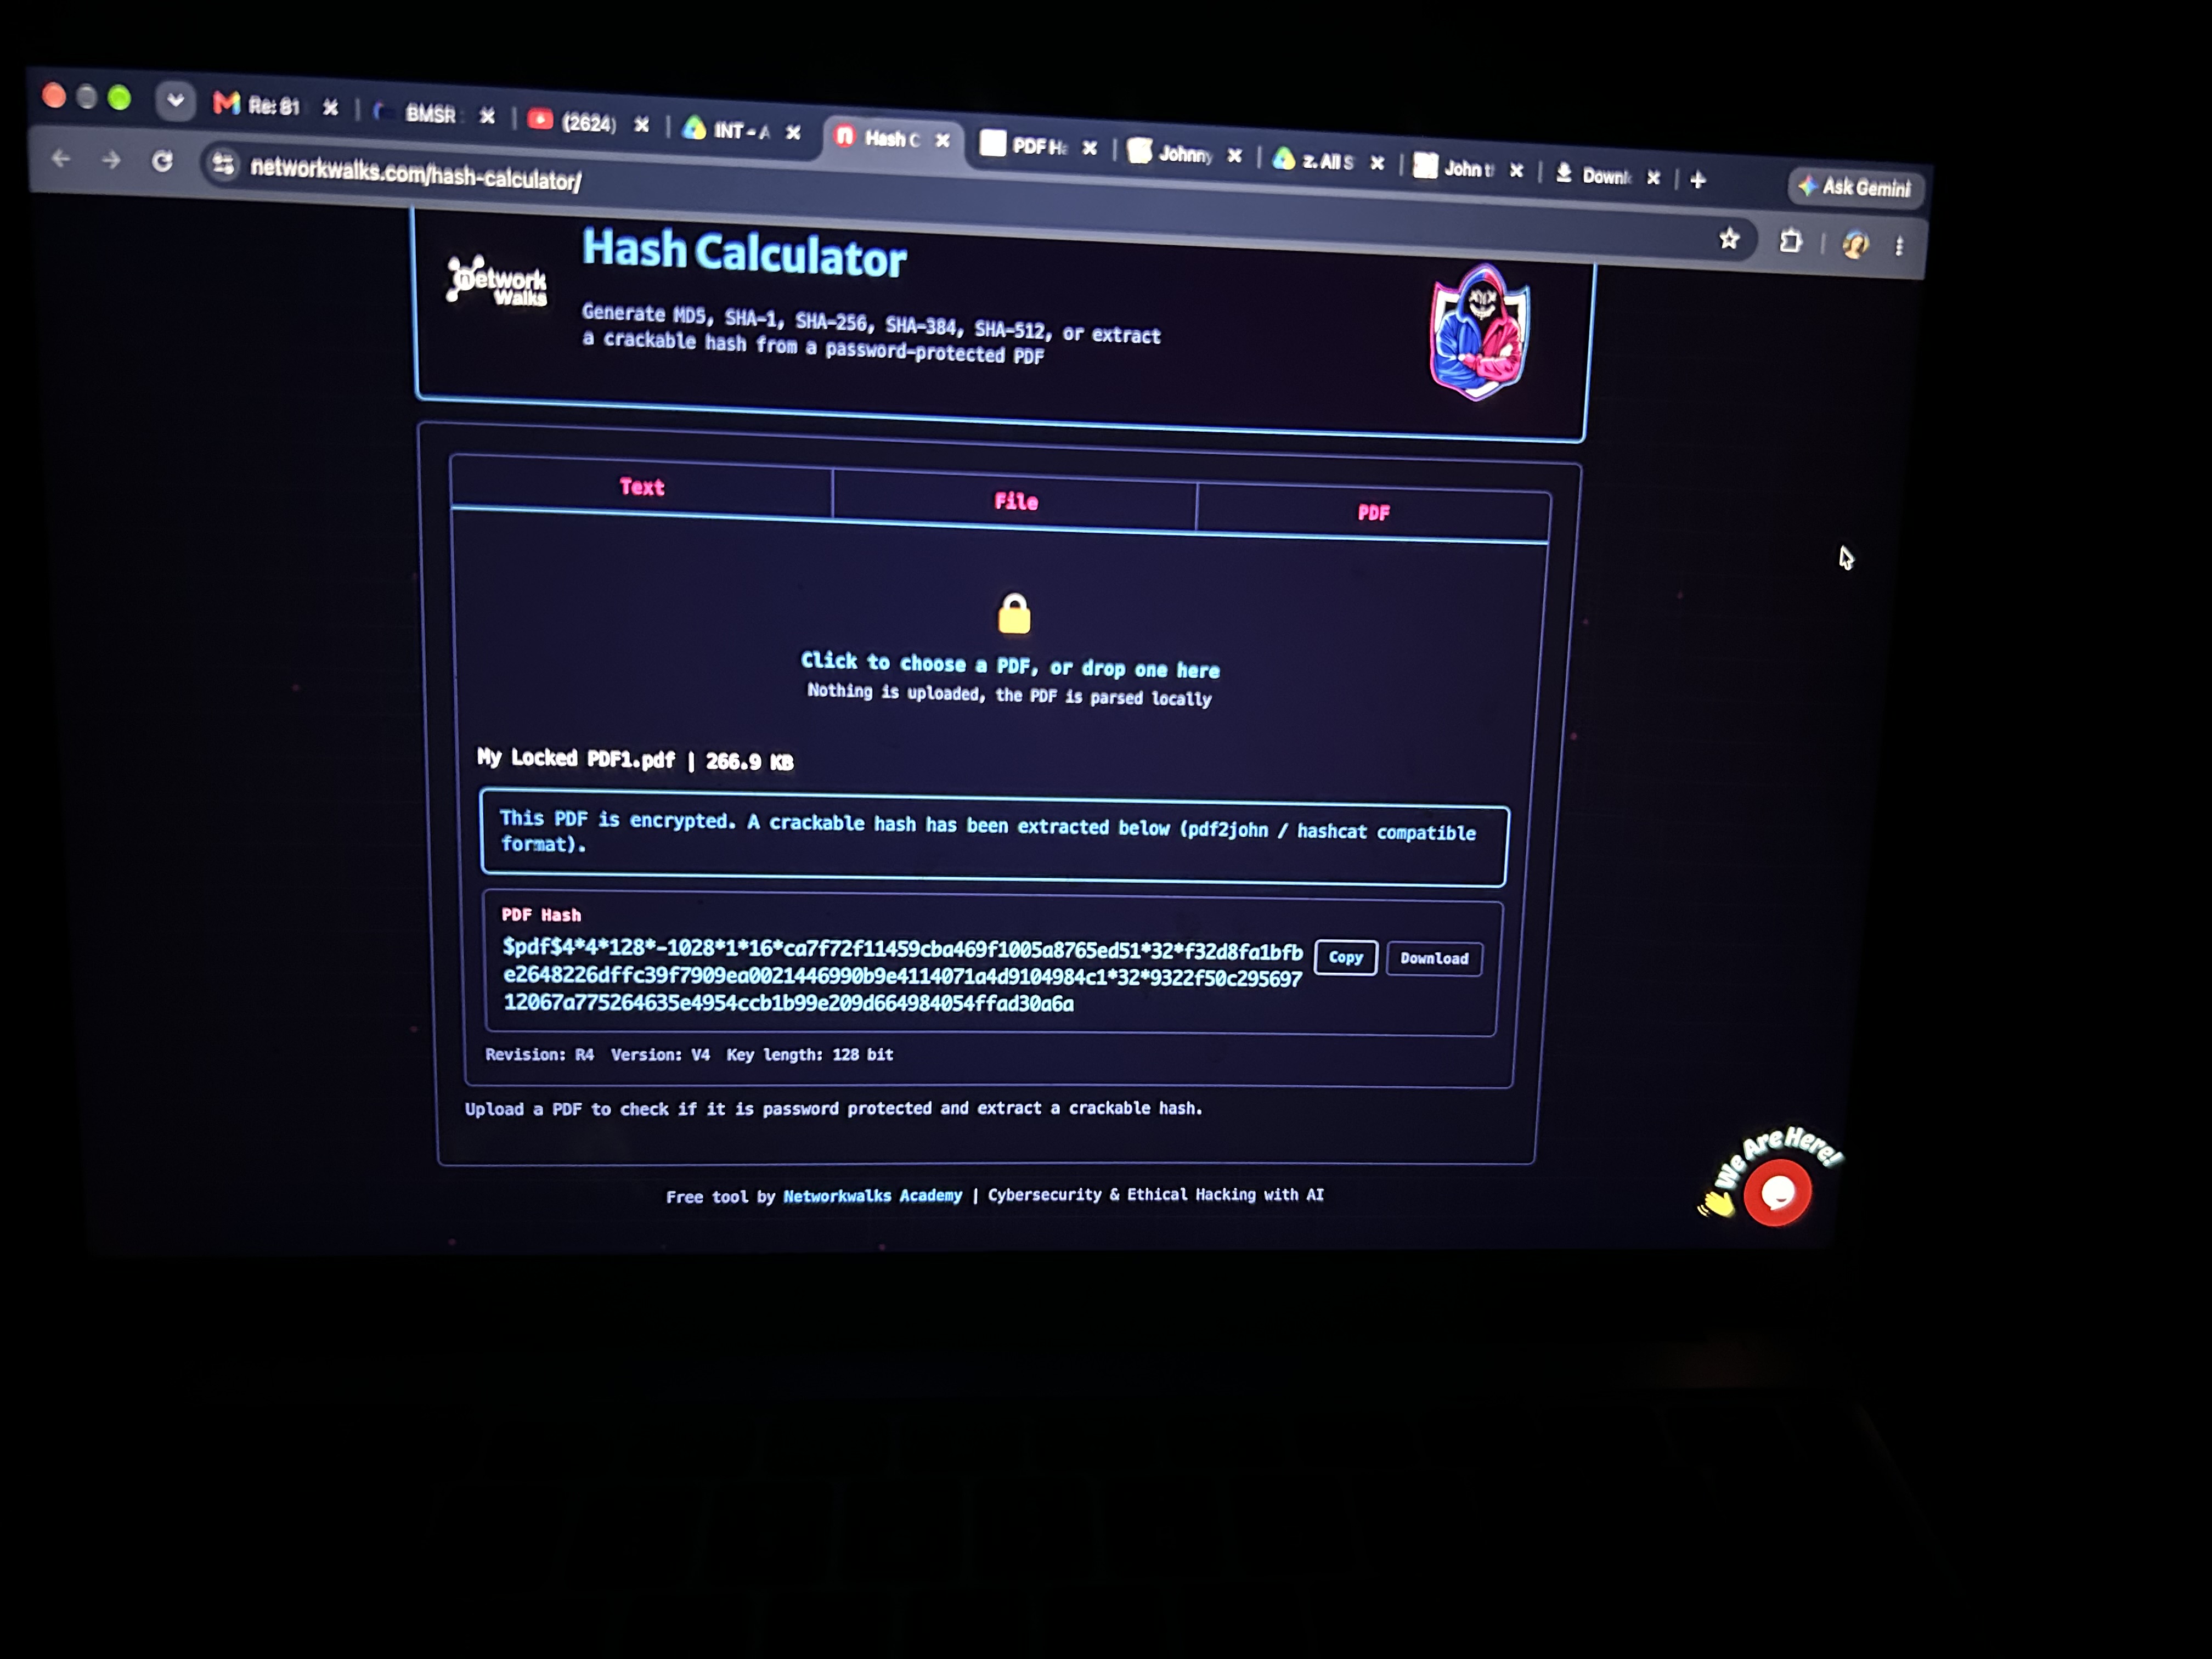 Re: 81
BMSR
(2624)
INT - A
Hash C
PDF Ha
Johnny
z. All S
John t
Downl
Ask Gemini
networkwalks.com/hash-calculator/
network
Walks
Hash Calculator
Generate MD5, SHA-1, SHA-256, SHA-384, SHA-512, or extract
a crackable hash from a password-protected PDF
Text
File
PDF
Click to choose a PDF, or drop one here
Nothing is uploaded, the PDF is parsed locally
My Locked PDF1.pdf | 266.9 KB
This PDF is encrypted. A crackable hash has been extracted below (pdf2john / hashcat compatible
format).
PDF Hash
$pdf$4*4*128*-1028*1*16*ca7f72f11459cba469f1005a8765ed51*32*f32d8fa1bfb
e2648226dffc39f7909ea0021446990b9e4114071a4d9104984c1*32*9322f50c295697
12067a775264635e4954ccb1b99e209d664984054ffad30a6a
Copy
Download
Revision: R4 Version: V4 Key length: 128 bit
Upload a PDF to check if it is password protected and extract a crackable hash.
We Are Here!
Free tool by Networkwalks Academy | Cybersecurity & Ethical Hacking with AI